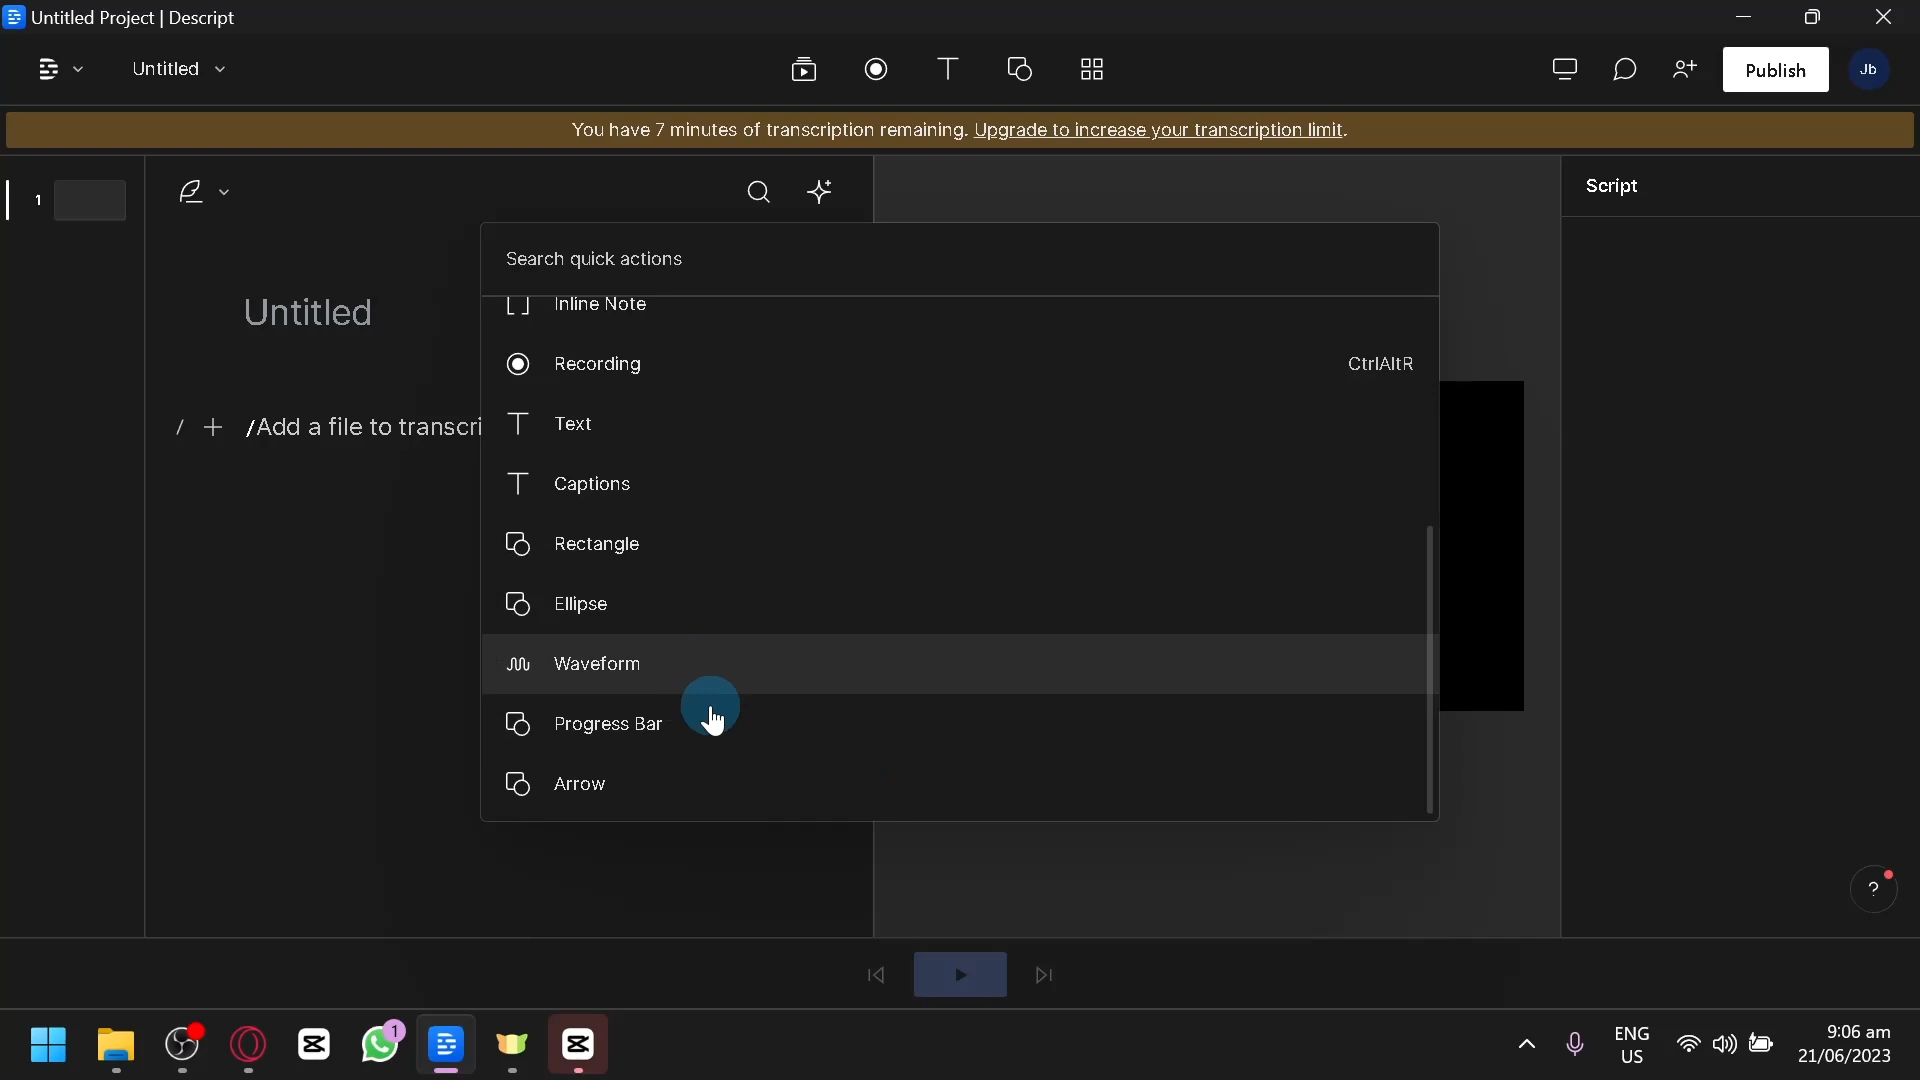 Untitled Project | Descript
Untitled
Publish
Jb
You have 7 minutes of transcription remaining. Upgrade to increase your transcription limit.
1
Script
Search quick actions
Untitled
Inline Note
Recording
CtrlAltR
/ + /Add a file to transcri
Text
Captions
Rectangle
Ellipse
Waveform
Progress Bar
Arrow
?
1
ENG
US
9:06 am
21/06/2023